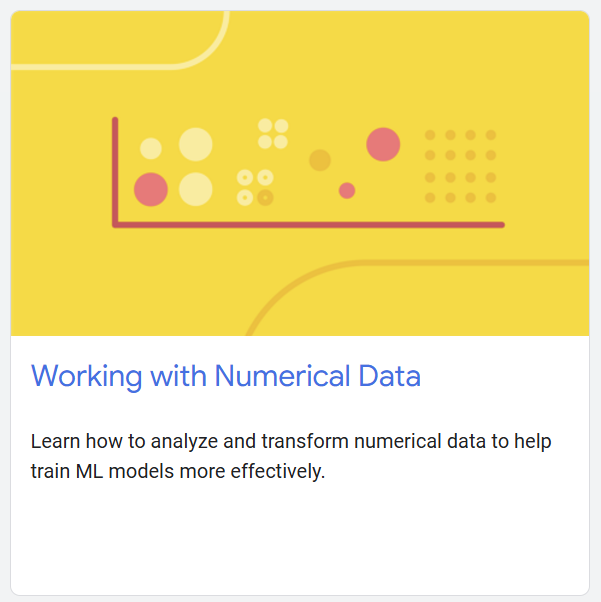 Working with Numerical Data
Learn how to analyze and transform numerical data to help
train ML models more effectively.